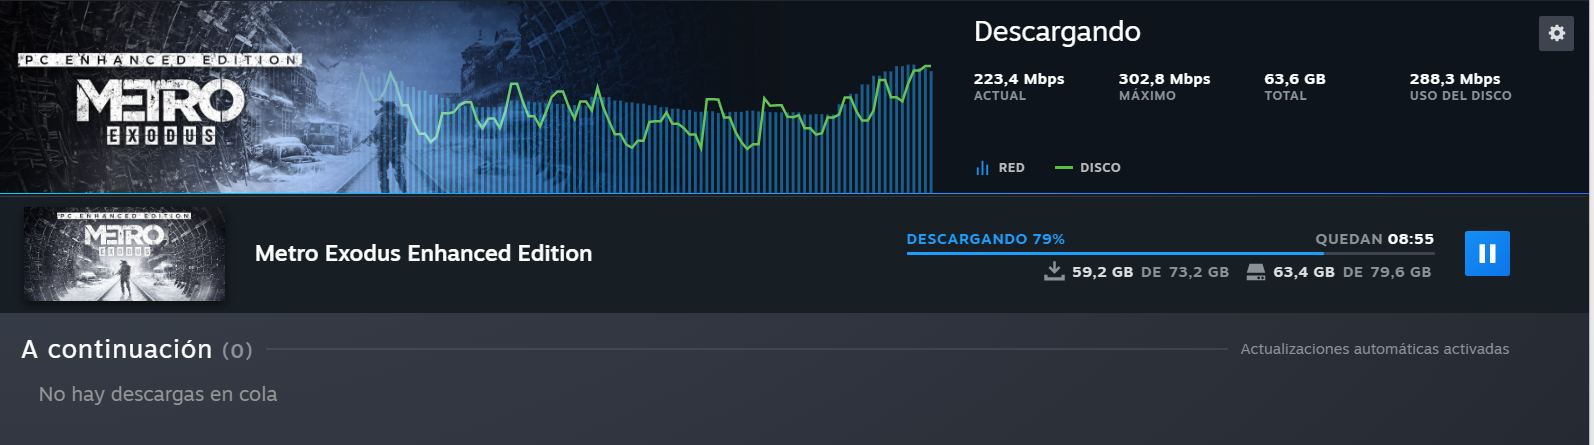 PC ENHANCED EDITION
METRO
EXODUS
Descargando
223,4 Mbps 302,8 Mbps 63,6 GB 288,3 Mbps
ACTUAL MÁXIMO TOTAL USO DEL DISCO
RED DISCO
PC ENHANCED EDITION
METRO
EXODUS
Metro Exodus Enhanced Edition
DESCARGANDO 79% QUEDAN 08:55
59,2 GB DE 73,2 GB 63,4 GB DE 79,6 GB
A continuación (0) Actualizaciones automáticas activadas
No hay descargas en cola